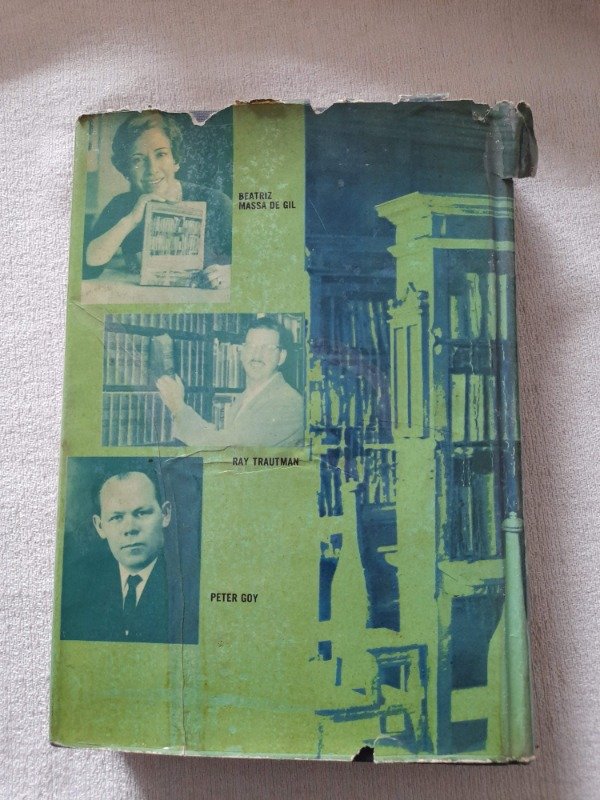 BEATRIZ
MASSA DE GIL
RAY TRAUTMAN
PETER GOY